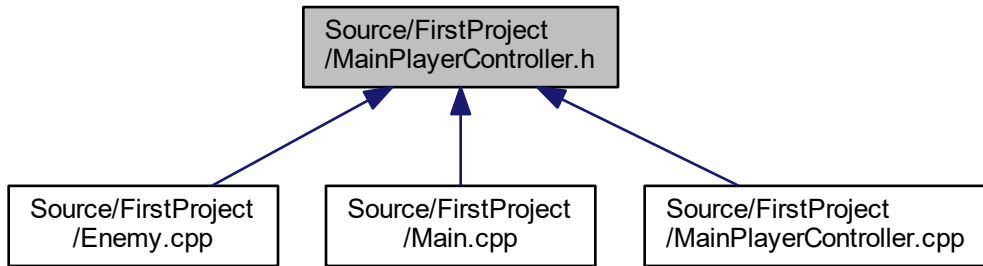 Source/FirstProject
/MainPlayerController.h
Source/FirstProject
/Enemy.cpp
Source/FirstProject
/Main.cpp
Source/FirstProject
/MainPlayerController.cpp